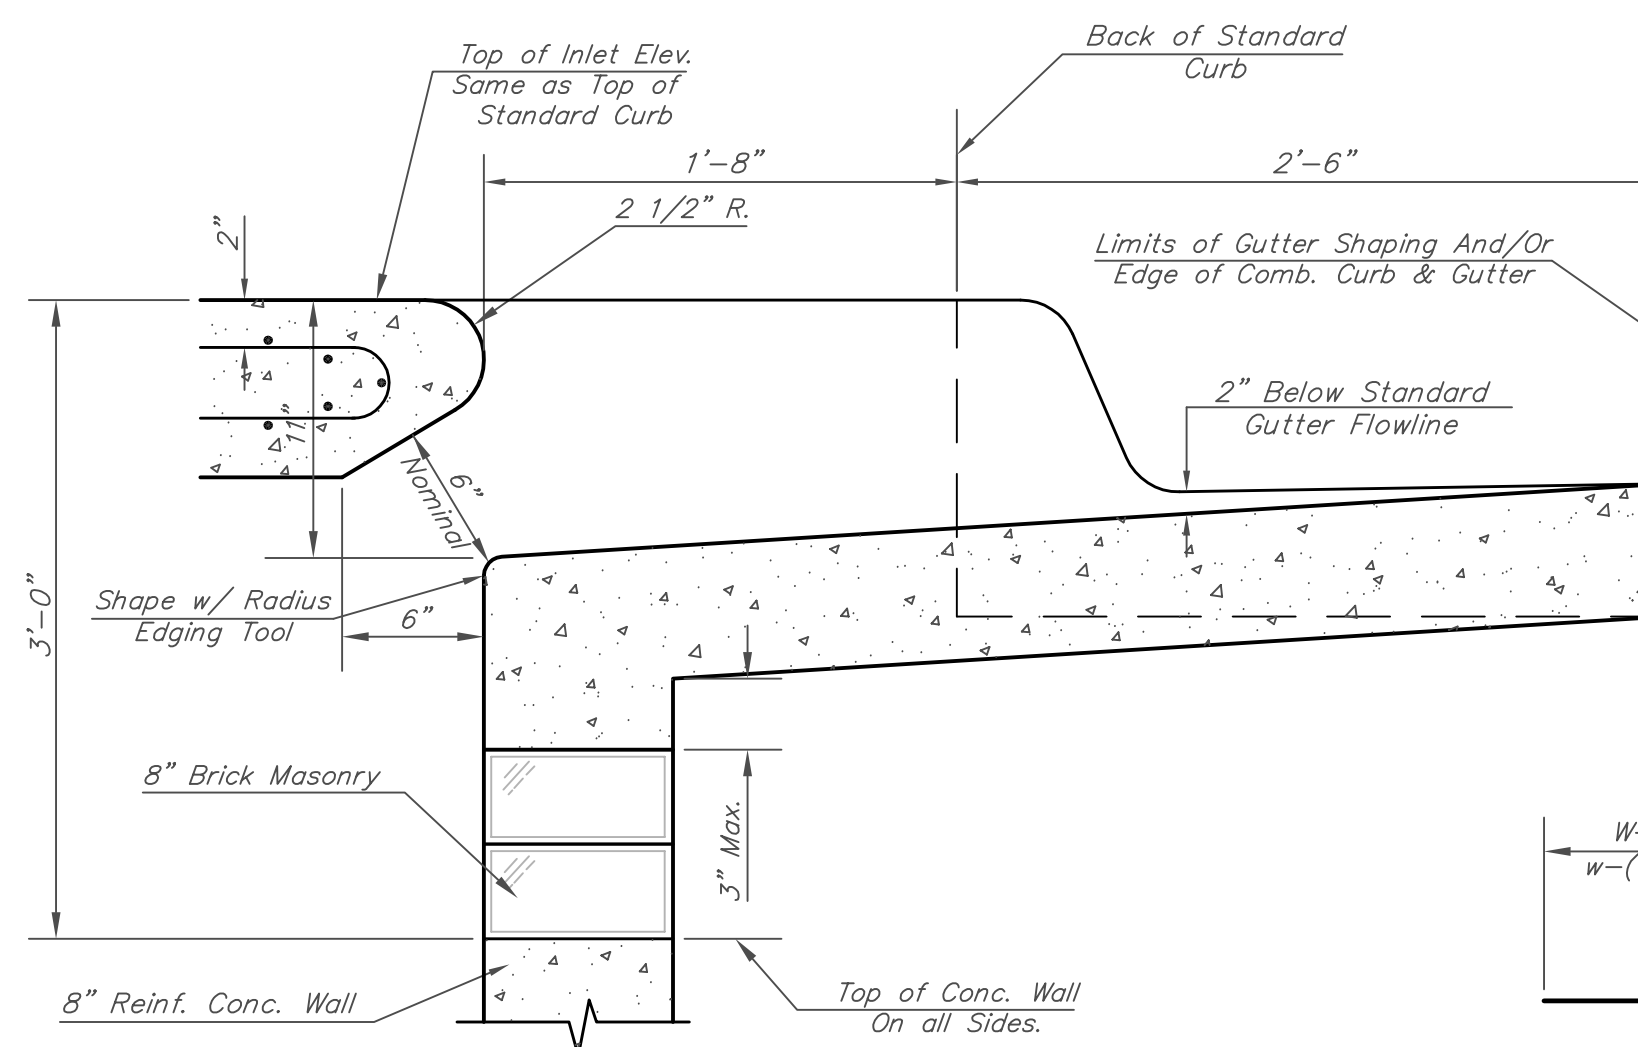 Top of Inlet Elev.
Same as Top of
Standard Curb
Back of Standard
Curb
1'-8"
2'-6"
2 1/2" R.
2"
Limits of Gutter Shaping And/Or
Edge of Comb. Curb & Gutter
2" Below Standard
Gutter Flowline
11"
6"
Nominal
3'-0"
Shape w/ Radius
Edging Tool
6"
8" Brick Masonry
3" Max.
W-
w-(
8" Reinf. Conc. Wall
Top of Conc. Wall
On all Sides.